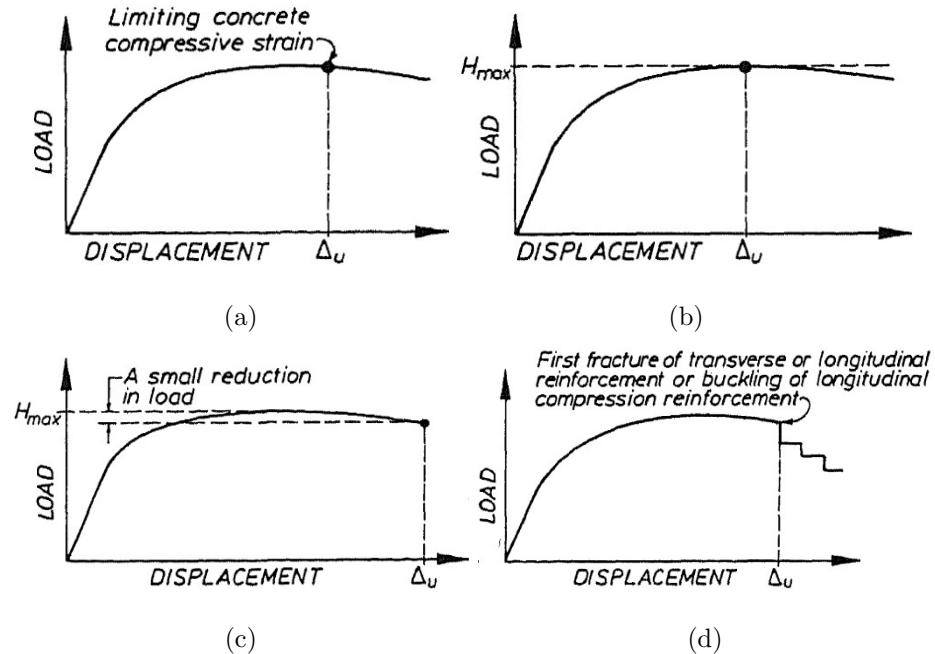 Limiting concrete
compressive strain
LOAD
DISPLACEMENT
Δu
(a)
Hmax
LOAD
DISPLACEMENT
Δu
(b)
A small reduction
in load
Hmax
LOAD
DISPLACEMENT
Δu
(c)
First fracture of transverse or longitudinal
reinforcement or buckling of longitudinal
compression reinforcement
LOAD
DISPLACEMENT
Δu
(d)